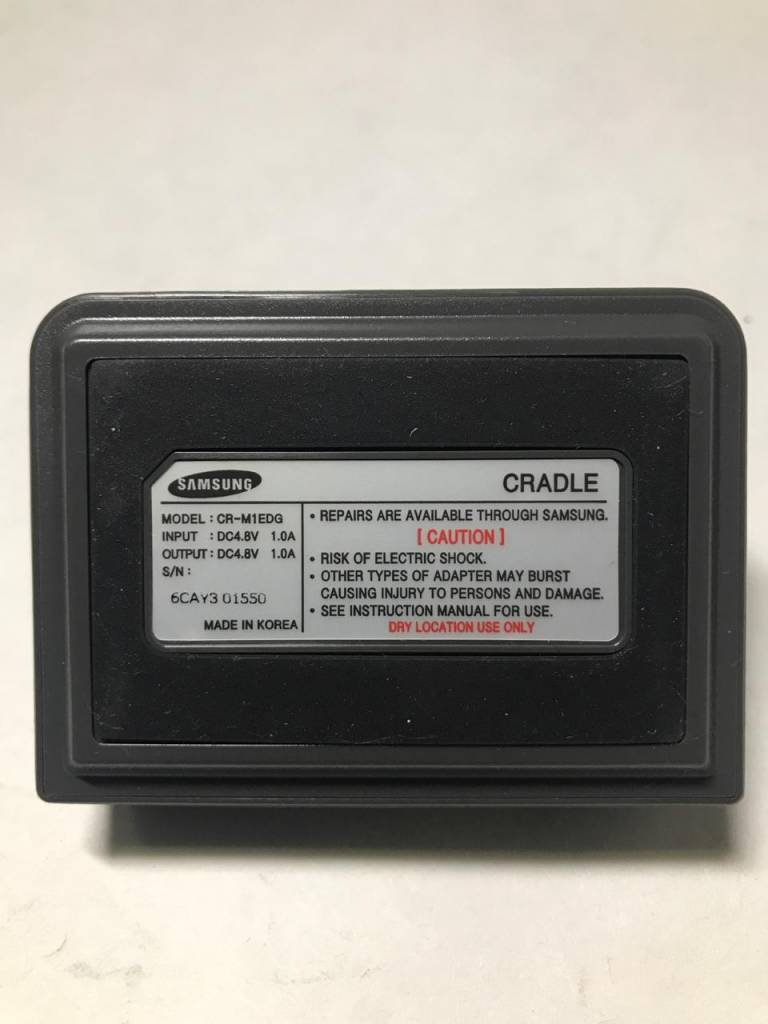 SAMSUNG
CRADLE
MODEL : CR-M1EDG
INPUT : DC4.8V 1.0A
OUTPUT : DC4.8V 1.0A
S/N :
6CAY3 01550
MADE IN KOREA
• REPAIRS ARE AVAILABLE THROUGH SAMSUNG.
[ CAUTION ]
• RISK OF ELECTRIC SHOCK.
• OTHER TYPES OF ADAPTER MAY BURST
CAUSING INJURY TO PERSONS AND DAMAGE.
• SEE INSTRUCTION MANUAL FOR USE.
DRY LOCATION USE ONLY